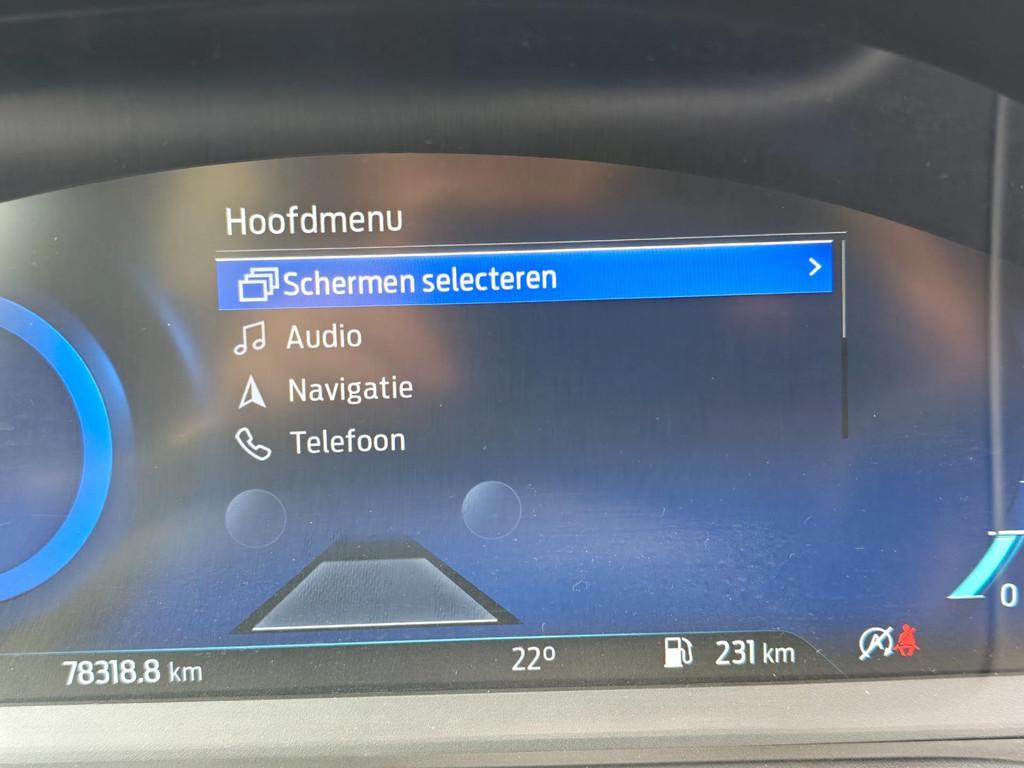 Hoofdmenu
Schermen selecteren
Audio
Navigatie
Telefoon
78318.8 km
22°
231 km
0